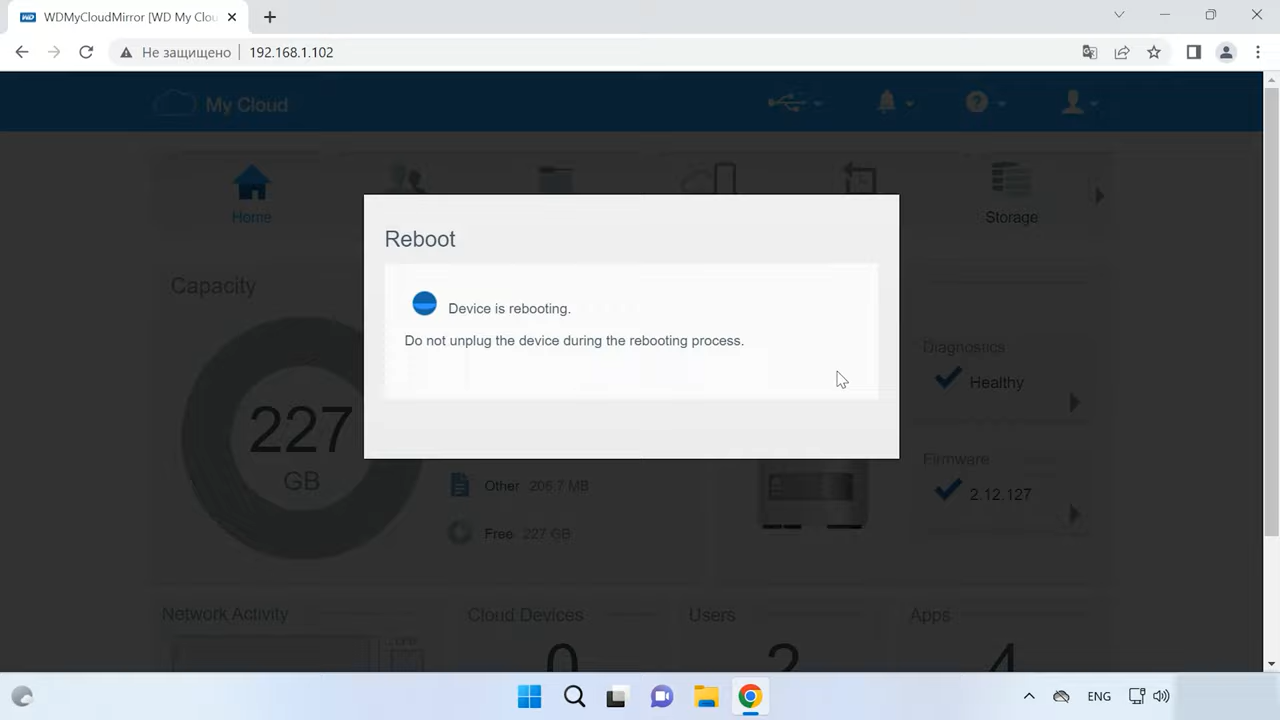 WDMyCloudMirror [WD My Clou
Не защищено 192.168.1.102
My Cloud
Home
Storage
Reboot
Device is rebooting.
Do not unplug the device during the rebooting process.
Capacity
227
GB
Other 206.7 MB
Free 227 GB
Diagnostics
Healthy
Firmware
2.12.127
Network Activity
Cloud Devices
0
Users
2
Apps
4
ENG